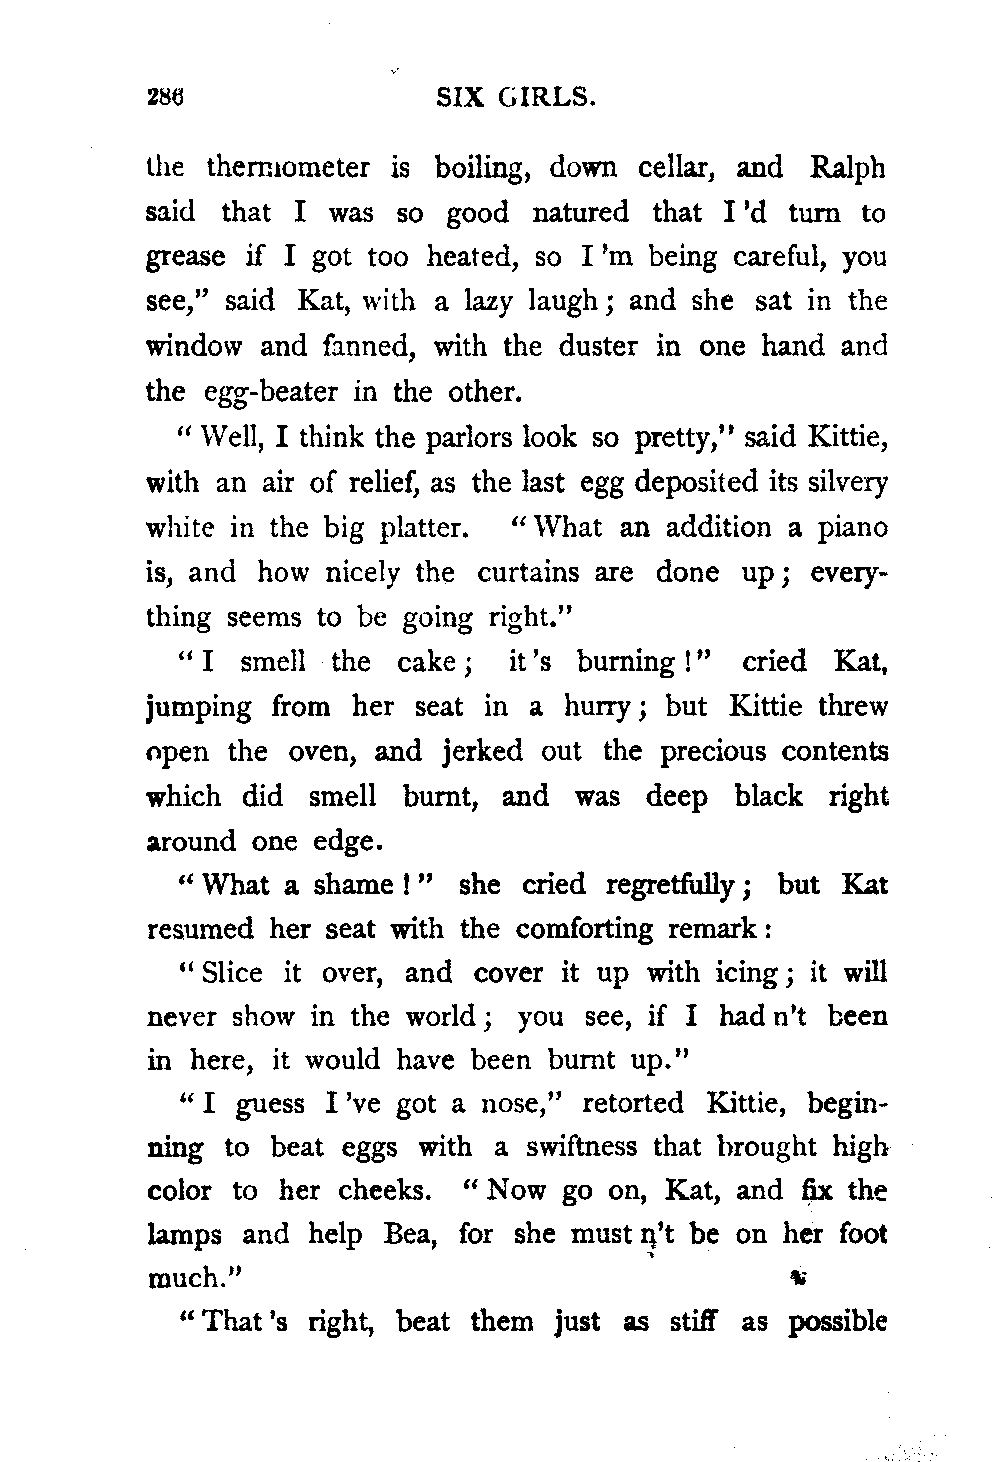 286 SIX GIRLS.
the thermometer is boiling, down cellar, and Ralph
said that I was so good natured that I 'd turn to
grease if I got too heated, so I 'm being careful, you
see," said Kat, with a lazy laugh; and she sat in the
window and fanned, with the duster in one hand and
the egg-beater in the other.
"Well, I think the parlors look so pretty," said Kittie,
with an air of relief, as the last egg deposited its silvery
white in the big platter. "What an addition a piano
is, and how nicely the curtains are done up; every-
thing seems to be going right."
"I smell the cake; it 's burning!" cried Kat,
jumping from her seat in a hurry; but Kittie threw
open the oven, and jerked out the precious contents
which did smell burnt, and was deep black right
around one edge.
"What a shame!" she cried regretfully; but Kat
resumed her seat with the comforting remark:
"Slice it over, and cover it up with icing; it will
never show in the world; you see, if I had n't been
in here, it would have been burnt up."
"I guess I 've got a nose," retorted Kittie, begin-
ning to beat eggs with a swiftness that brought high
color to her cheeks. "Now go on, Kat, and fix the
lamps and help Bea, for she must n't be on her foot
much."
"That 's right, beat them just as stiff as possible